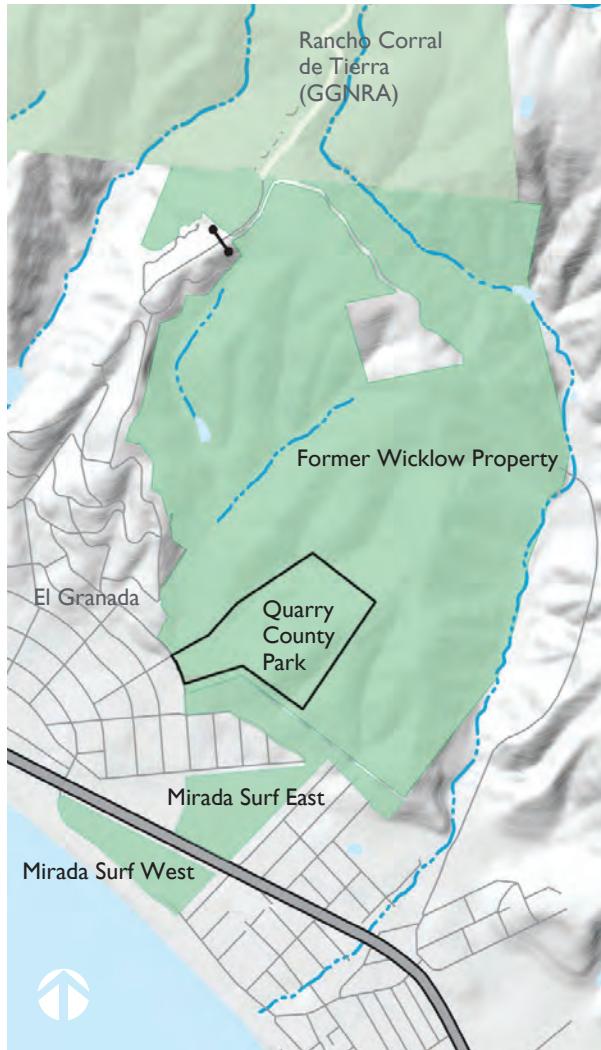 Rancho Corral
de Tierra
(GGNRA)
Former Wicklow Property
El Granada
Quarry
County
Park
Mirada Surf East
Mirada Surf West